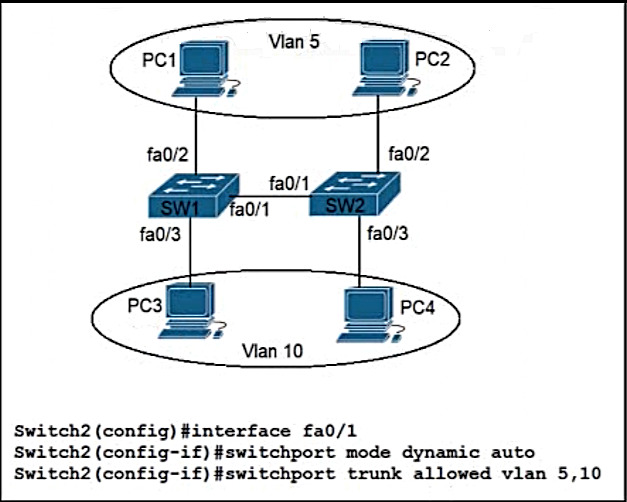 Vlan 5
PC1
PC2
fa0/2
fa0/2
fa0/1
SW1
fa0/1
SW2
fa0/3
fa0/3
PC3
PC4
Vlan 10
Switch2(config)#interface fa0/1
Switch2(config-if)#switchport mode dynamic auto
Switch2(config-if)#switchport trunk allowed vlan 5,10